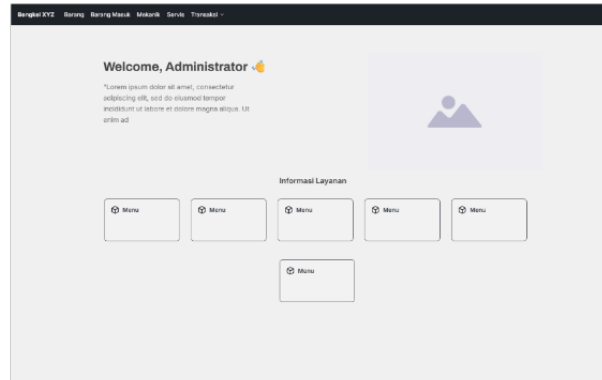 Bengkel XYZ Barang Barang Masuk Mekanik Servis Transaksi
Welcome, Administrator
"Lorem ipsum dolor sit amet, consectetur
adipiscing elit, sed do eiusmod tempor
incididunt ut labore et dolore magna aliqua. Ut
enim ad
Informasi Layanan
Menu Menu Menu Menu Menu
Menu